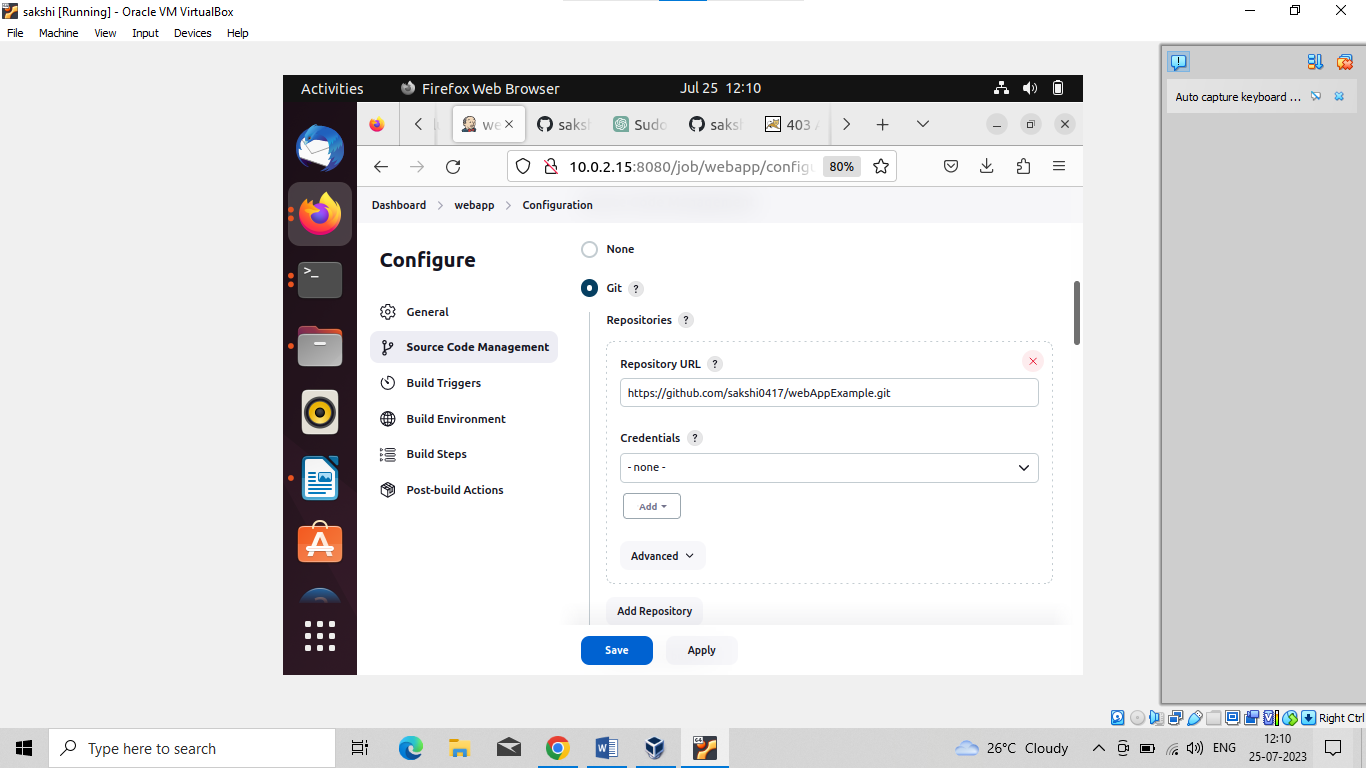 sakshi [Running] - Oracle VM VirtualBox
File Machine View Input Devices Help
Auto capture keyboard ...
Activities Firefox Web Browser Jul 25 12:10
we saksh Sudo saksh 403
10.0.2.15:8080/job/webapp/config 80%
Dashboard webapp Configuration
Configure
General
Source Code Management
Build Triggers
Build Environment
Build Steps
Post-build Actions
None
Git ?
Repositories ?
Repository URL ?
https://github.com/sakshi0417/webAppExample.git
Credentials ?
- none -
Add
Advanced
Add Repository
Save Apply
Right Ctrl
Type here to search
26°C Cloudy
ENG
12:10
25-07-2023